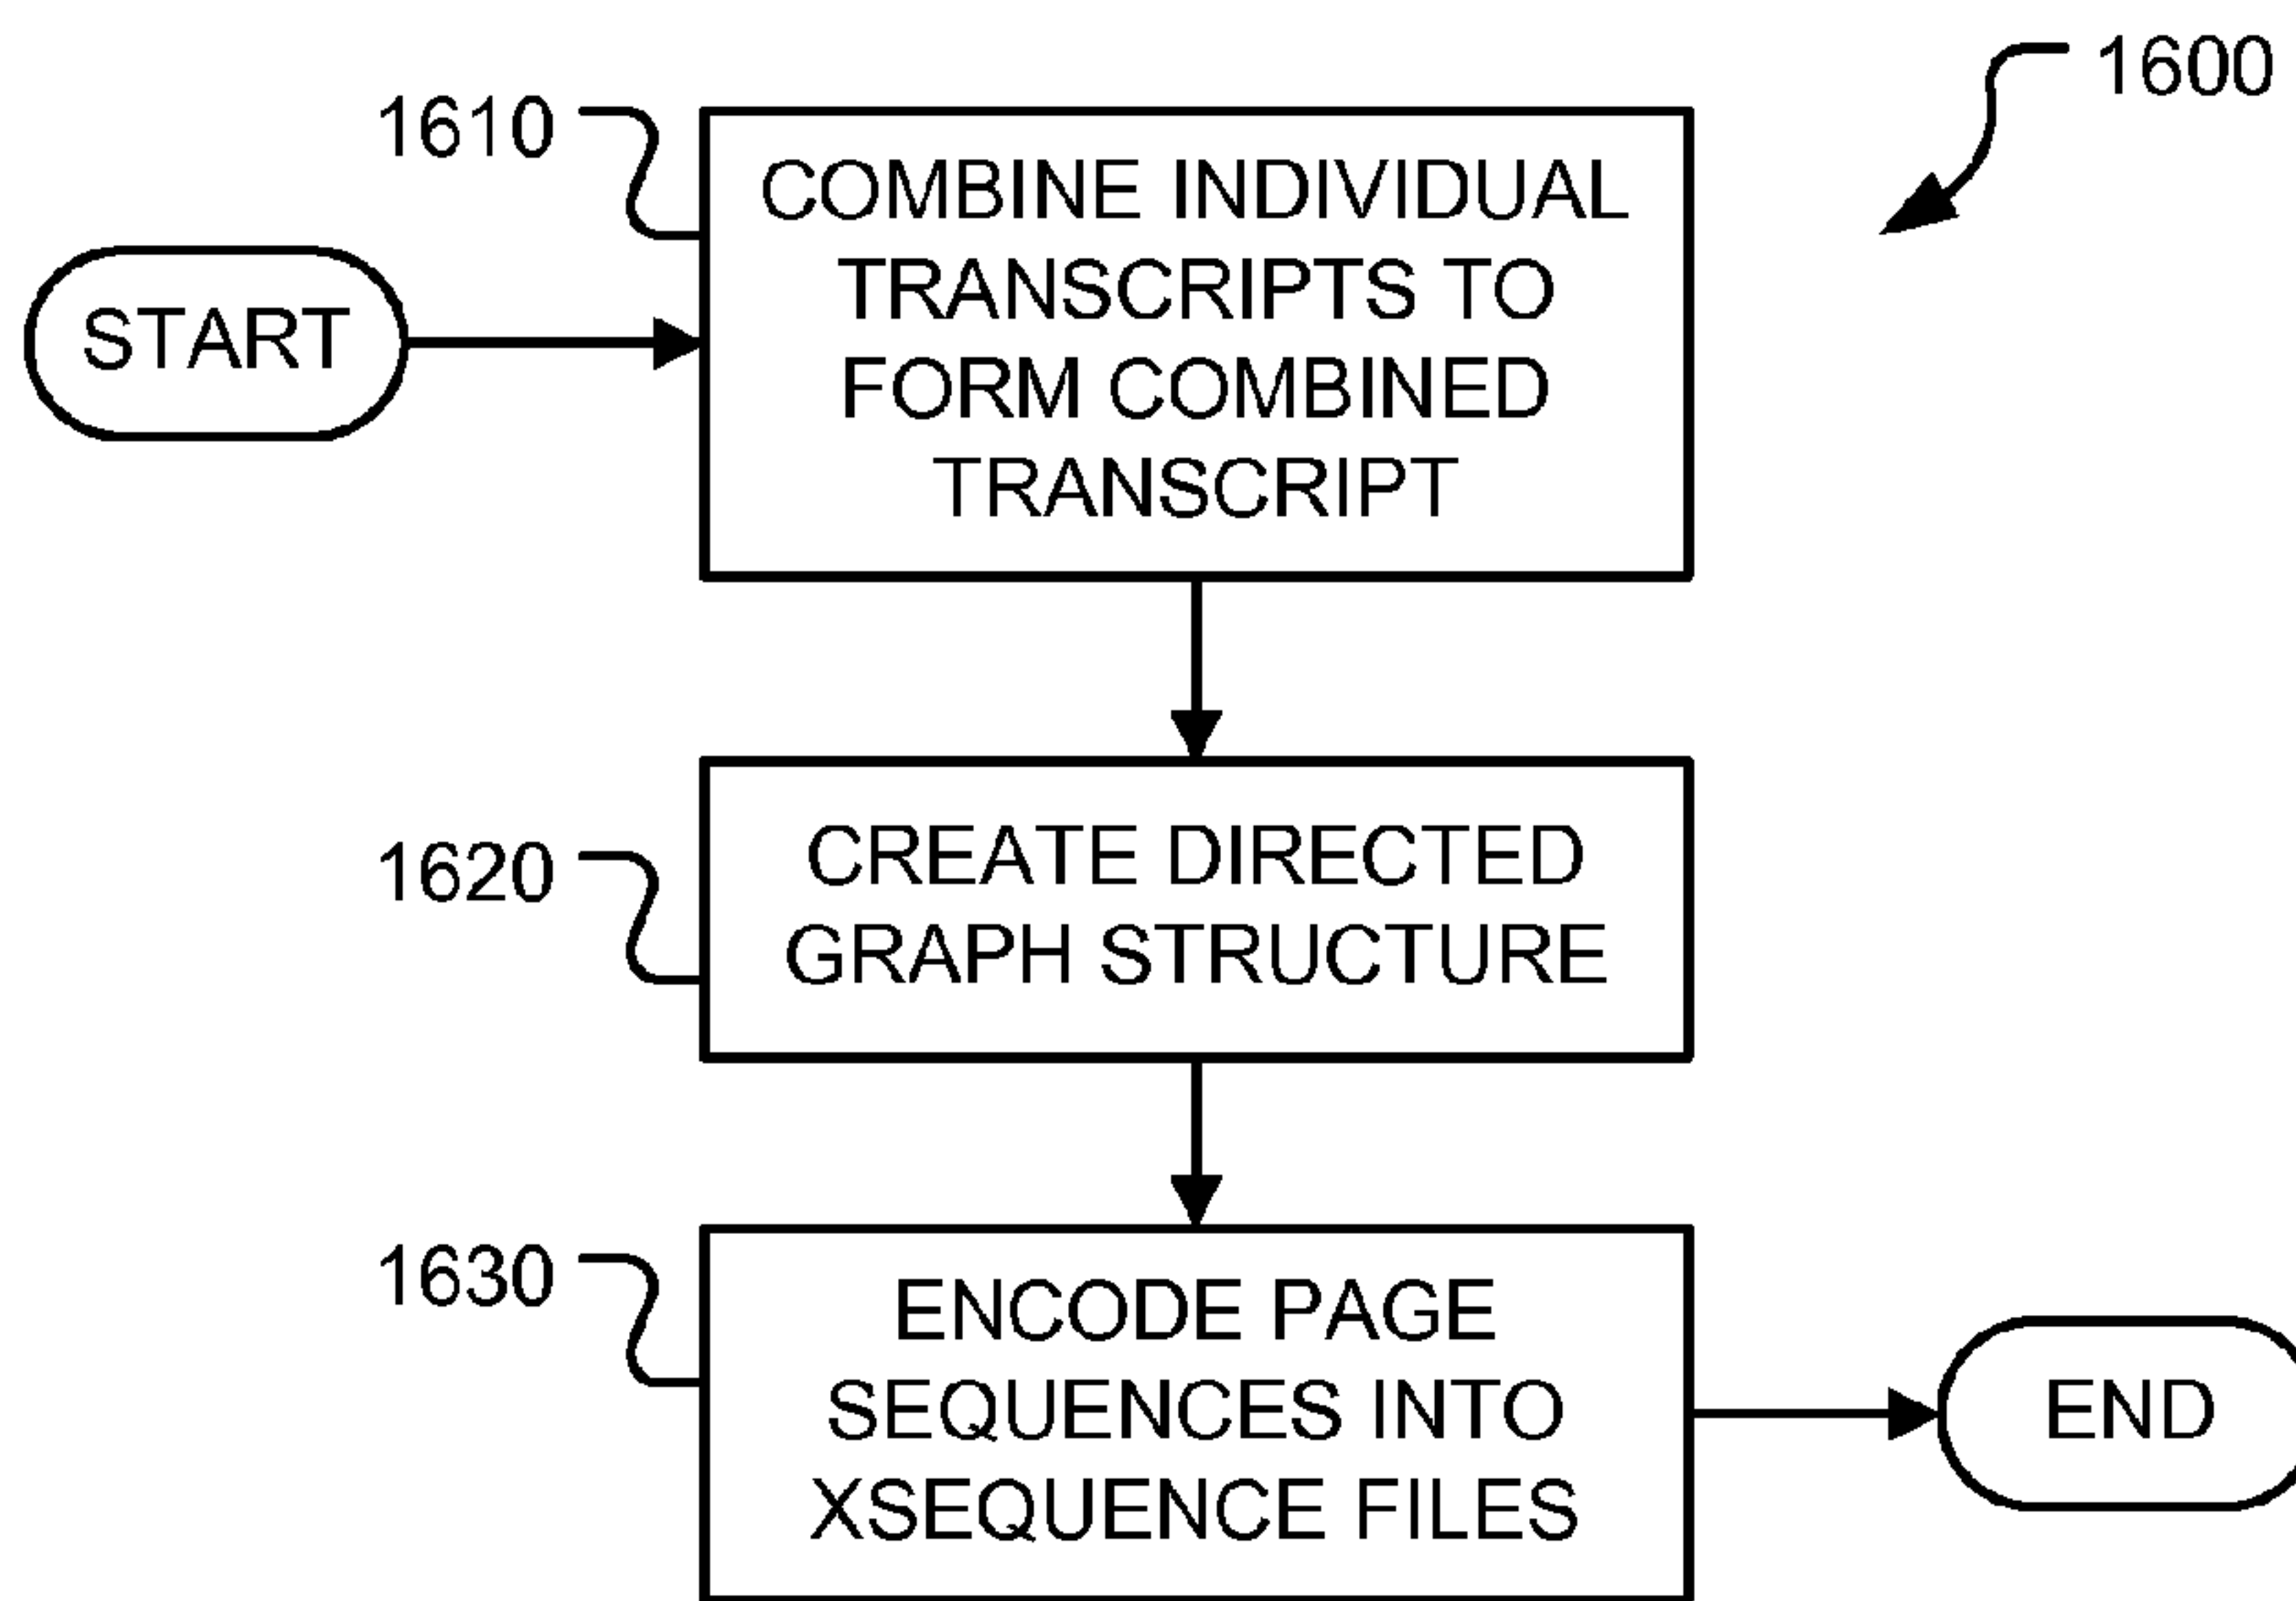 1600
1610
COMBINE INDIVIDUAL
TRANSCRIPTS TO
FORM COMBINED
TRANSCRIPT
START
1620
CREATE DIRECTED
GRAPH STRUCTURE
1630
ENCODE PAGE
SEQUENCES INTO
XSEQUENCE FILES
END